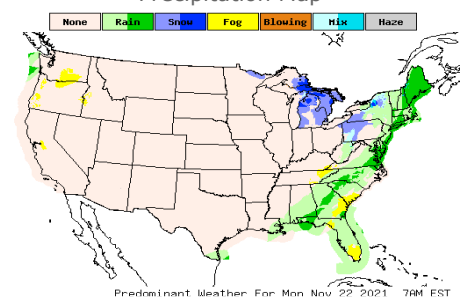 Precipitation Map
None Rain Snow Fog Blowing Mix Haze
Predominant Weather For Mon Nov 22 2021 7AM EST